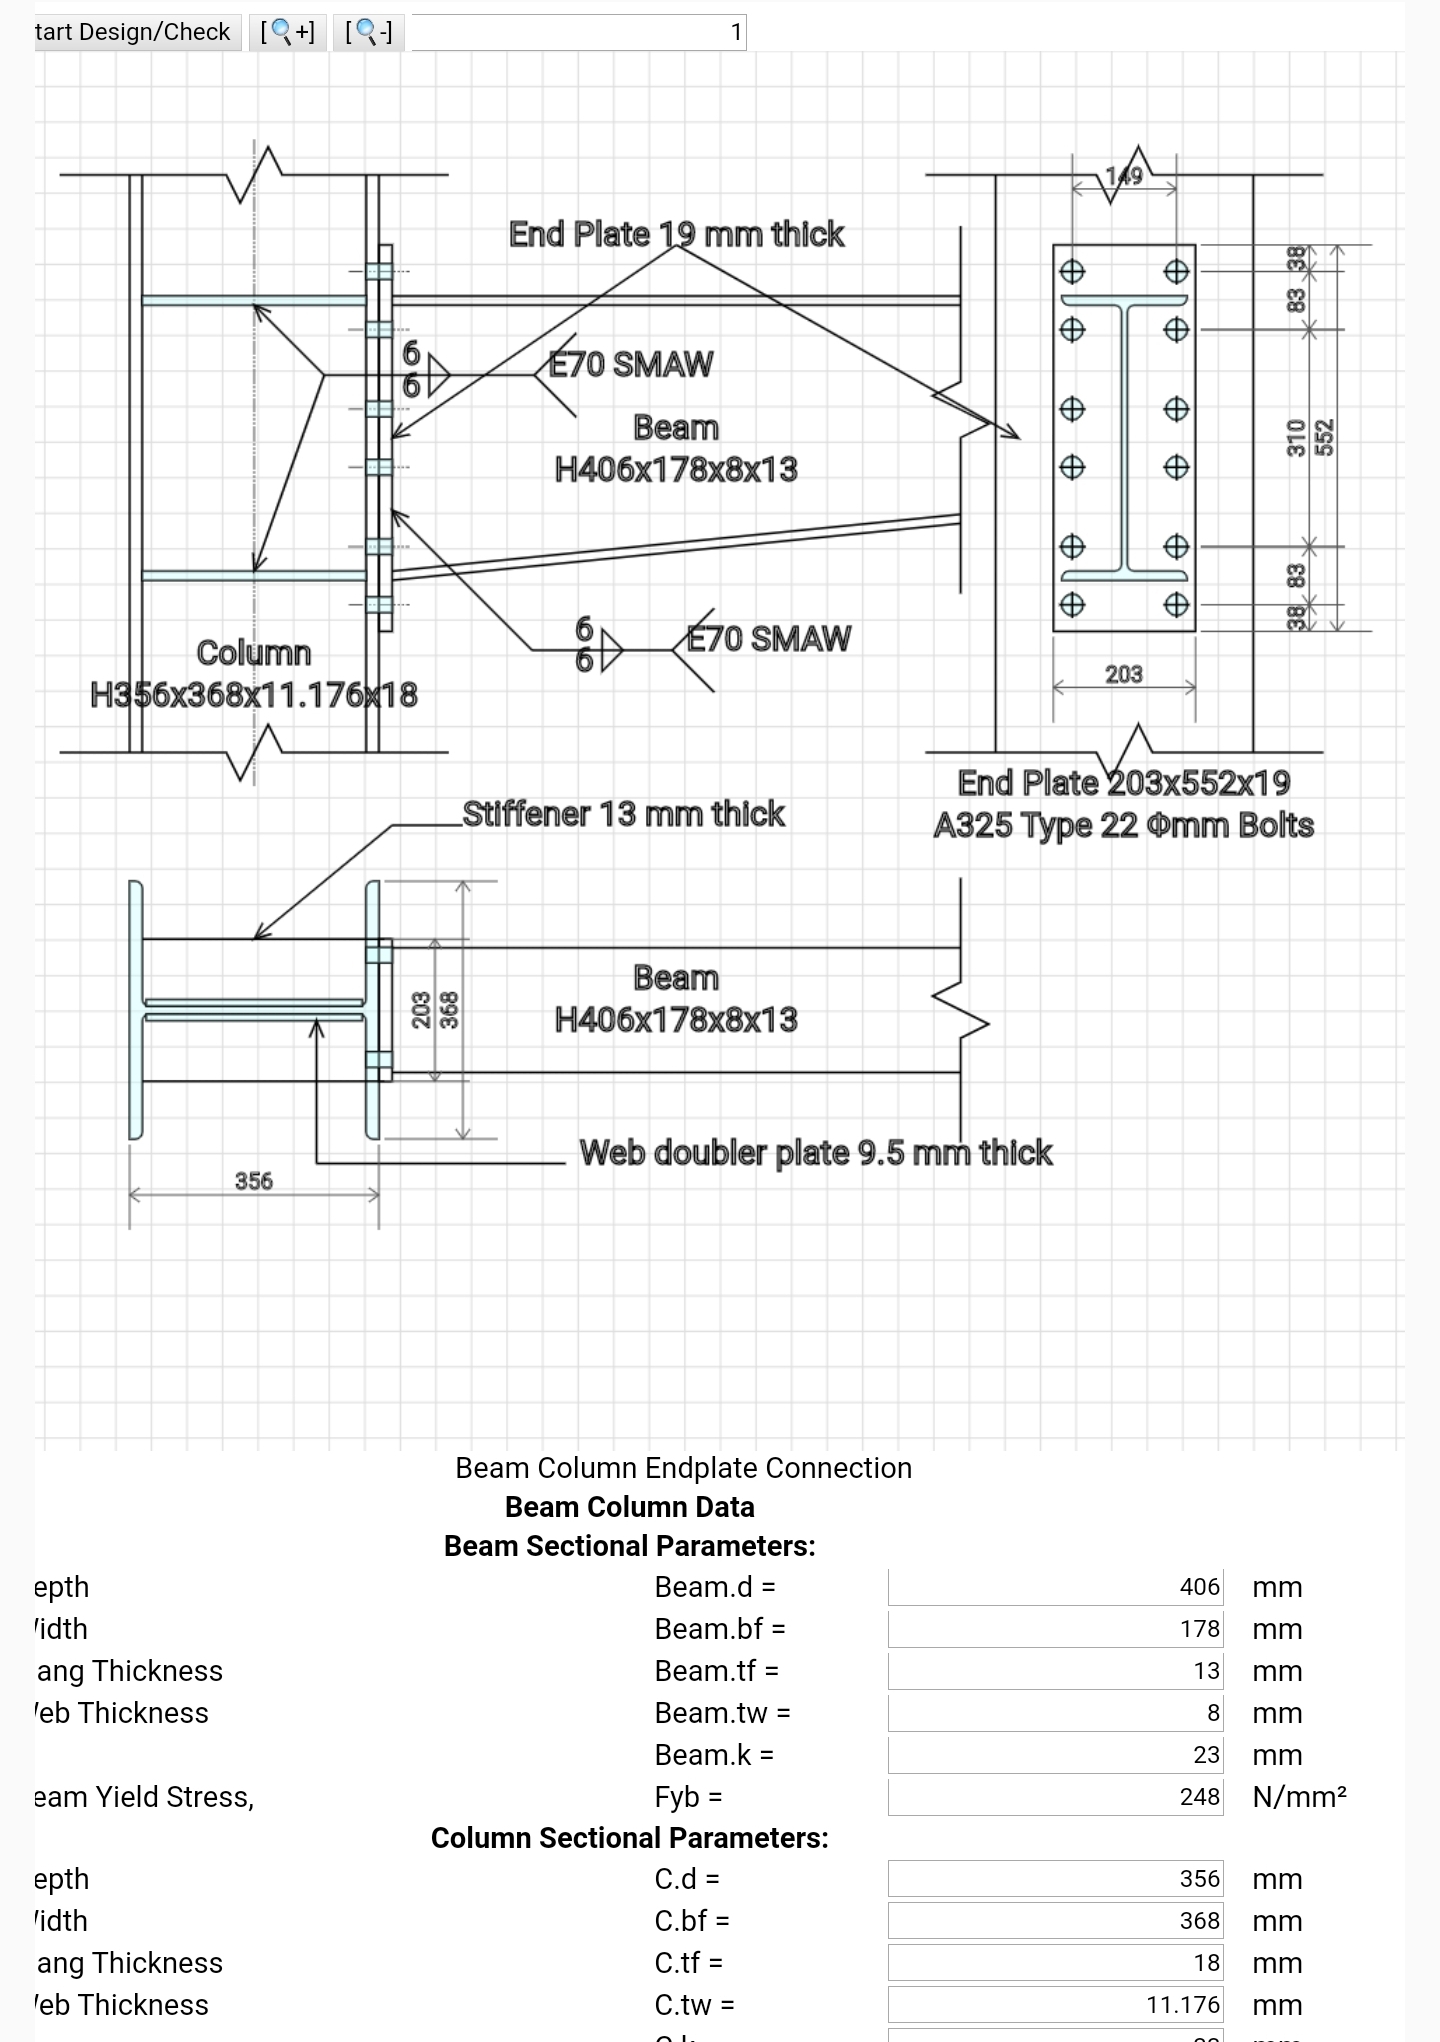 tart Design/Check [🔍+] [🔍-] 1
149
End Plate 19 mm thick
38
83
6
6
E70 SMAW
Beam
H406x178x8x13
310
552
83
38
6
6
E70 SMAW
Column
H356x368x11.176x18
203
End Plate 203x552x19
A325 Type 22 Φmm Bolts
Stiffener 13 mm thick
Beam
H406x178x8x13
203
368
Web doubler plate 9.5 mm thick
356
Beam Column Endplate Connection
Beam Column Data
Beam Sectional Parameters:
epth Beam.d = 406 mm
idth Beam.bf = 178 mm
ang Thickness Beam.tf = 13 mm
eb Thickness Beam.tw = 8 mm
Beam.k = 23 mm
eam Yield Stress, Fyb = 248 N/mm²
Column Sectional Parameters:
epth C.d = 356 mm
idth C.bf = 368 mm
ang Thickness C.tf = 18 mm
eb Thickness C.tw = 11.176 mm